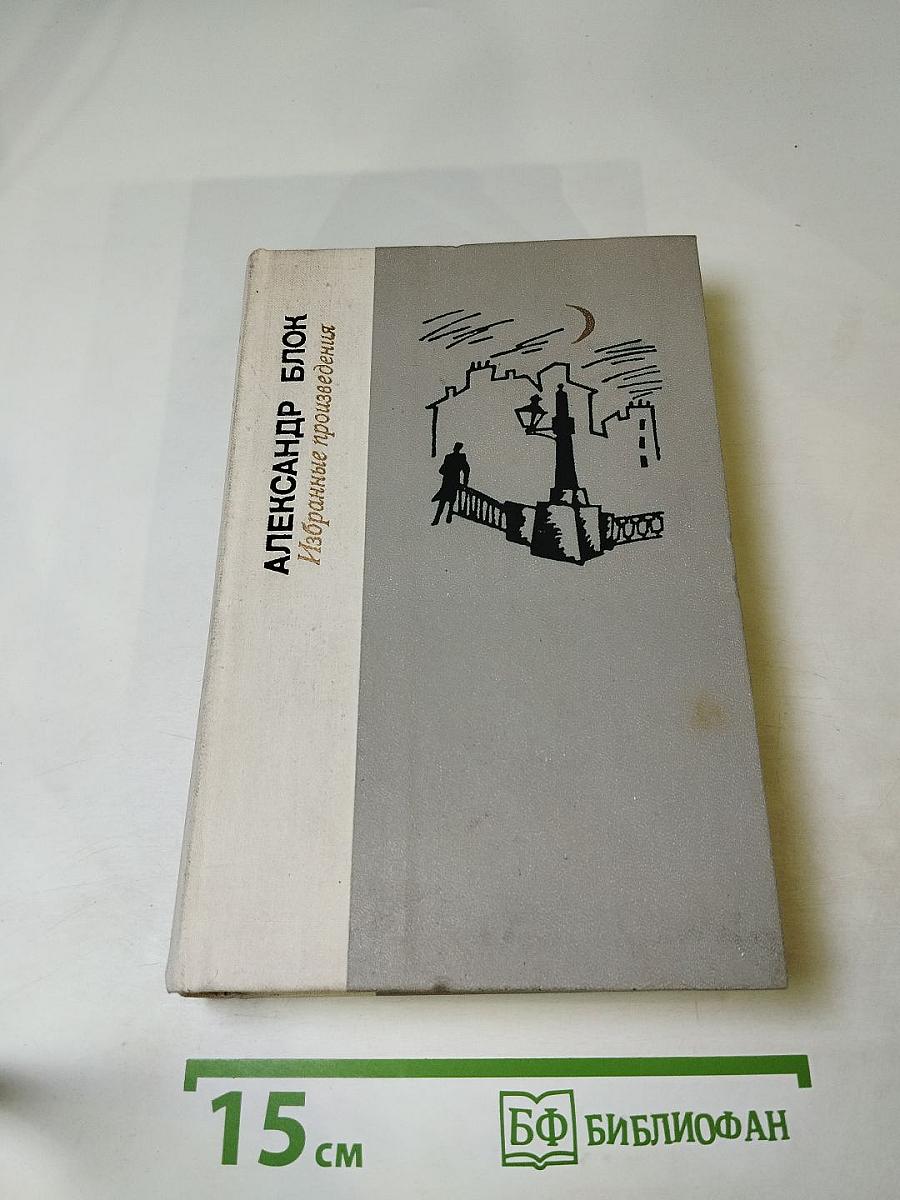 АЛЕКСАНДР БЛОК
Избранные произведения
15 см
БФ БИБЛИОФАН